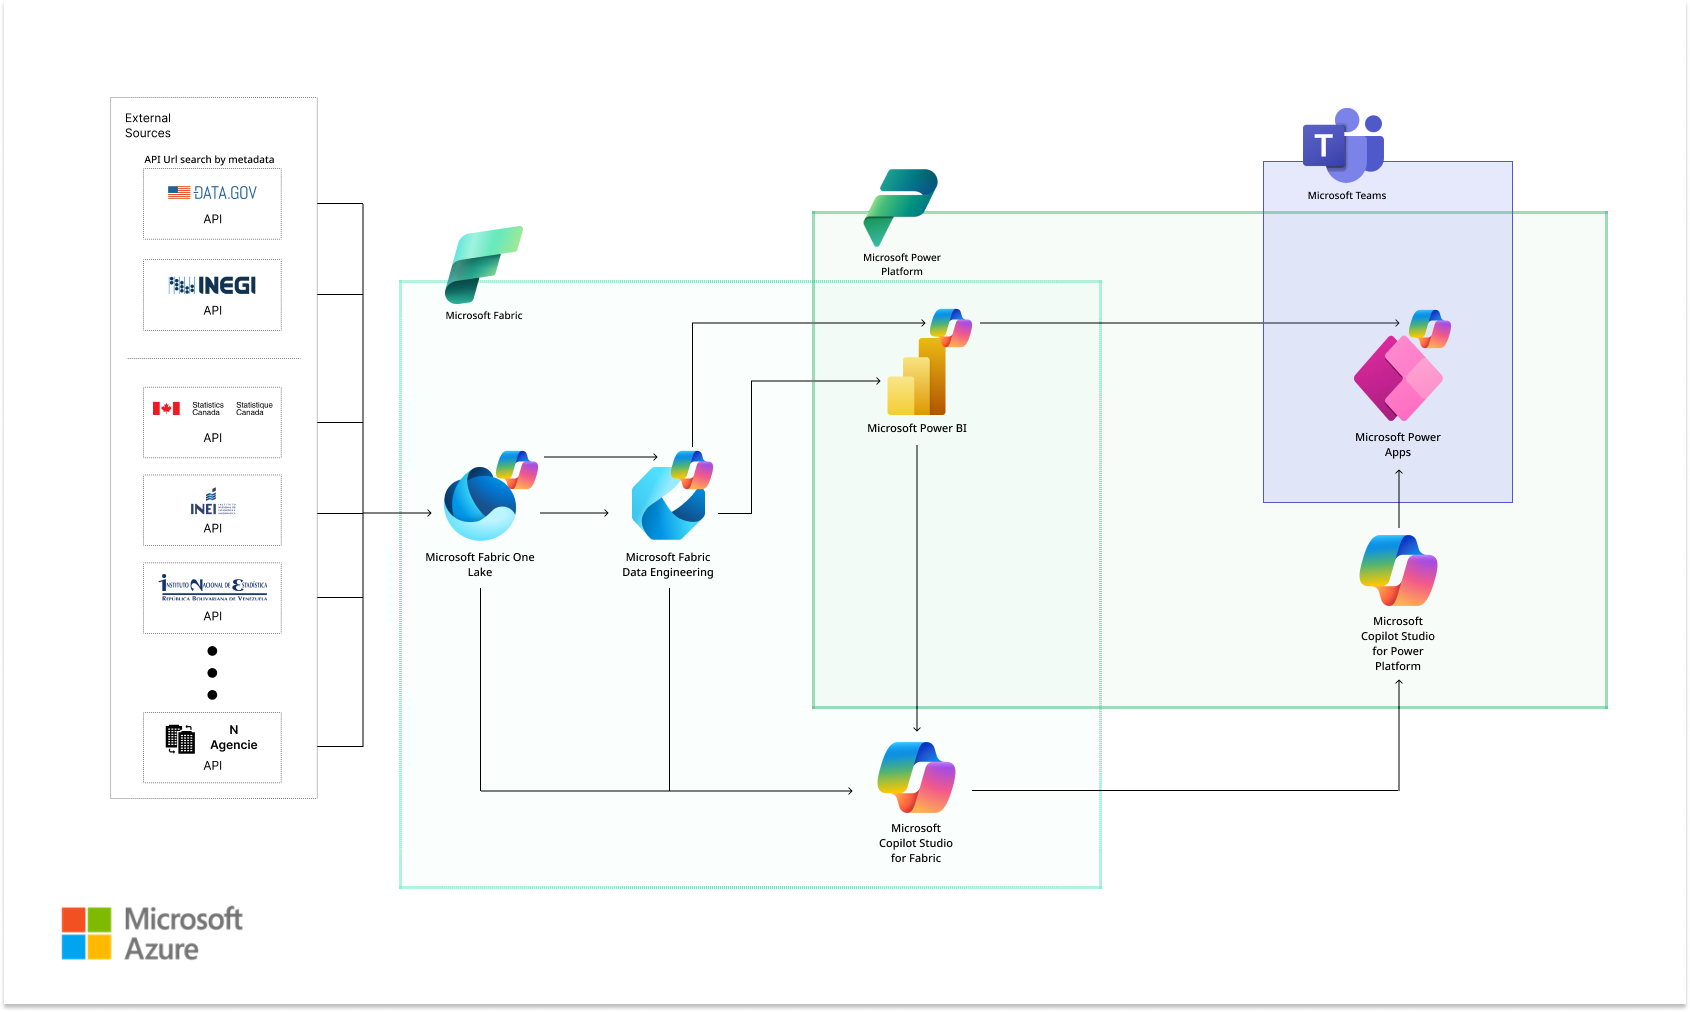 External
Sources
API Url search by metadata
DATA.GOV
API
INEGI
API
Statistics
Canada
Statistique
Canada
API
INEI
API
Instituto Nacional de Estadística
República Bolivariana de Venezuela
API
N
Agencie
API
Microsoft Fabric
Microsoft Fabric One
Lake
Microsoft Fabric
Data Engineering
Microsoft Power
Platform
Microsoft Power BI
Microsoft
Copilot Studio
for Fabric
T
Microsoft Teams
Microsoft Power
Apps
Microsoft
Copilot Studio
for Power
Platform
Microsoft
Azure